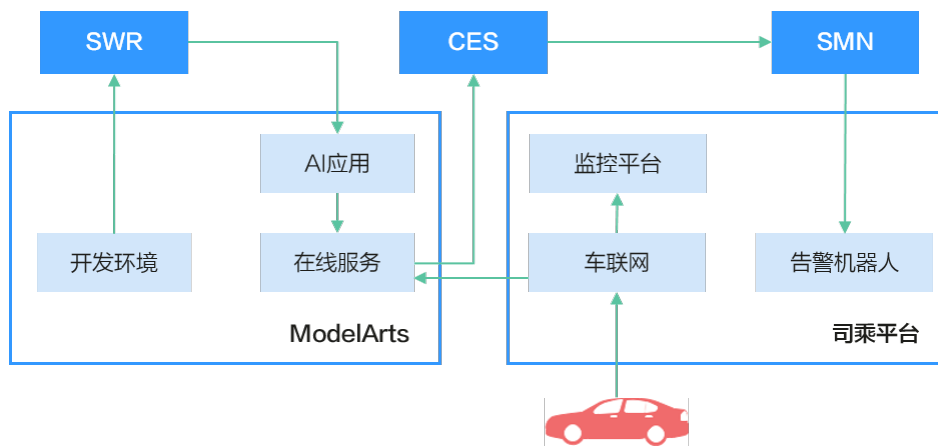 SWR
CES
SMN
AI应用
监控平台
开发环境
在线服务
车联网
告警机器人
ModelArts
司乘平台